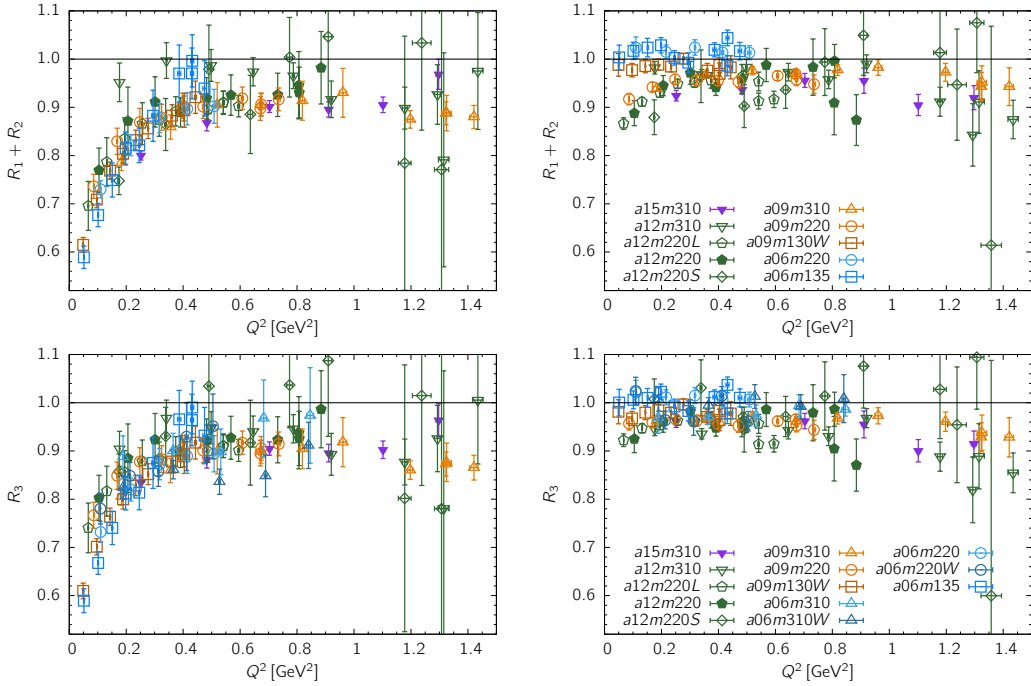 1.1
1.0
0.9
0.8
0.7
0.6
R1 + R2
0 0.2 0.4 0.6 0.8 1 1.2 1.4
Q² [GeV²]
1.1
1.0
0.9
0.8
0.7
0.6
R1 + R2
a15m310
a12m310
a12m220L
a12m220
a12m220S
a09m310
a09m220
a09m130W
a06m220
a06m135
0 0.2 0.4 0.6 0.8 1 1.2 1.4
Q² [GeV²]
1.1
1.0
0.9
0.8
0.7
0.6
R3
0 0.2 0.4 0.6 0.8 1 1.2 1.4
Q² [GeV²]
1.1
1.0
0.9
0.8
0.7
0.6
R3
a15m310
a12m310
a12m220L
a12m220
a12m220S
a09m310
a09m220
a09m130W
a06m310
a06m310W
a06m220
a06m220W
a06m135
0 0.2 0.4 0.6 0.8 1 1.2 1.4
Q² [GeV²]